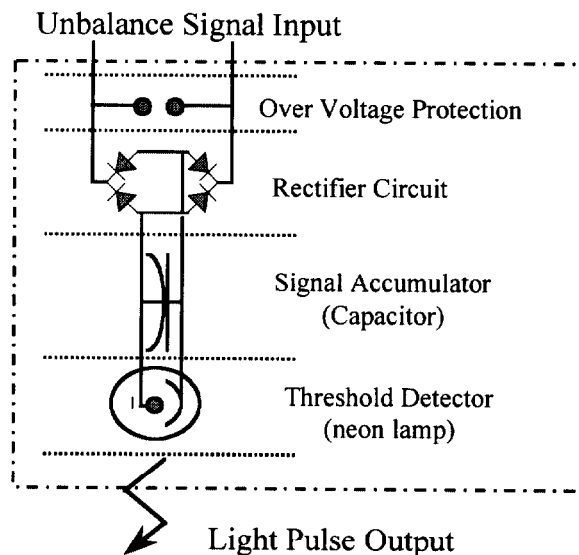 Unbalance Signal Input
Over Voltage Protection
Rectifier Circuit
Signal Accumulator
(Capacitor)
Threshold Detector
(neon lamp)
Light Pulse Output